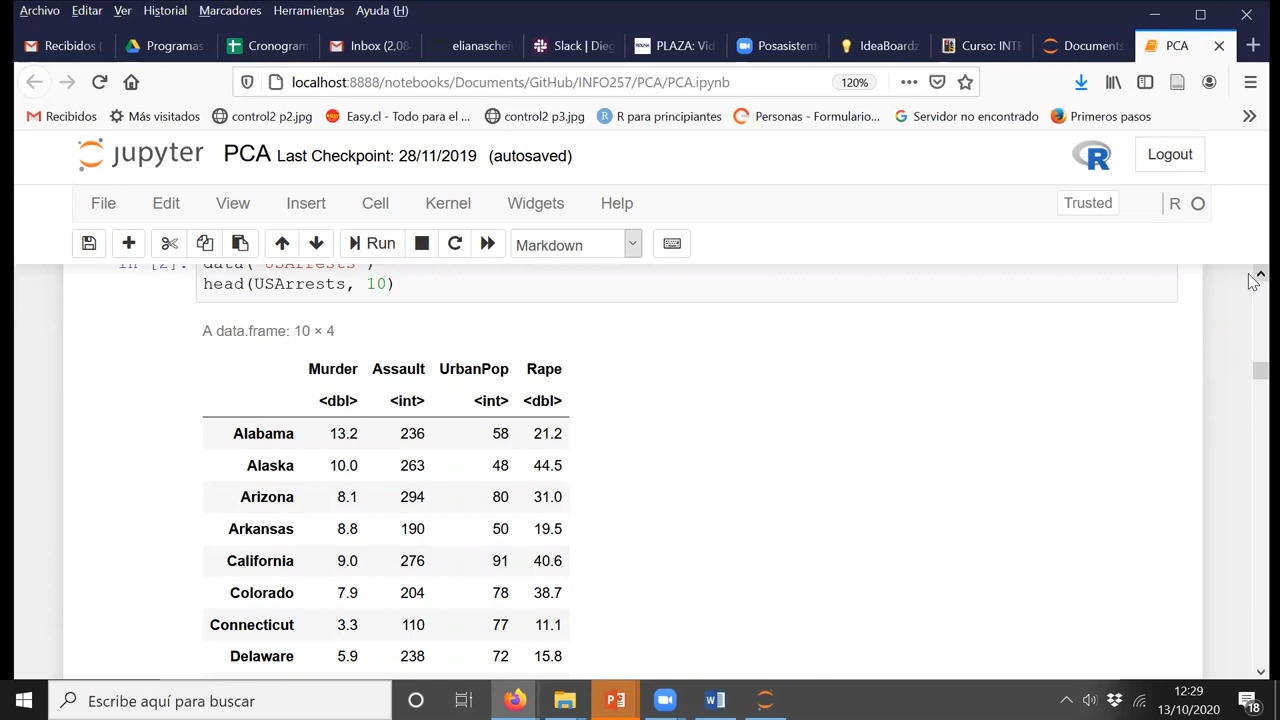 Archivo Editar Ver Historial Marcadores Herramientas Ayuda (H)
Recibidos ( Programas Cronogram Inbox (2,08 elianaschei Slack | Dieg PLAZA: Vid Posasistent IdeaBoardz Curso: INTE Documents PCA
localhost:8888/notebooks/Documents/GitHub/INFO257/PCA/PCA.ipynb 120%
Recibidos Más visitados control2 p2.jpg Easy.cl - Todo para el ... control2 p3.jpg R para principiantes Personas - Formulario... Servidor no encontrado Primeros pasos
jupyter PCA Last Checkpoint: 28/11/2019 (autosaved) R Logout
File Edit View Insert Cell Kernel Widgets Help Trusted R
Run Markdown
In [2]: data("USArrests")
head(USArrests, 10)
A data.frame: 10 × 4
Murder Assault UrbanPop Rape
<dbl> <int> <int> <dbl>
Alabama 13.2 236 58 21.2
Alaska 10.0 263 48 44.5
Arizona 8.1 294 80 31.0
Arkansas 8.8 190 50 19.5
California 9.0 276 91 40.6
Colorado 7.9 204 78 38.7
Connecticut 3.3 110 77 11.1
Delaware 5.9 238 72 15.8
Escribe aquí para buscar
12:29
13/10/2020
18